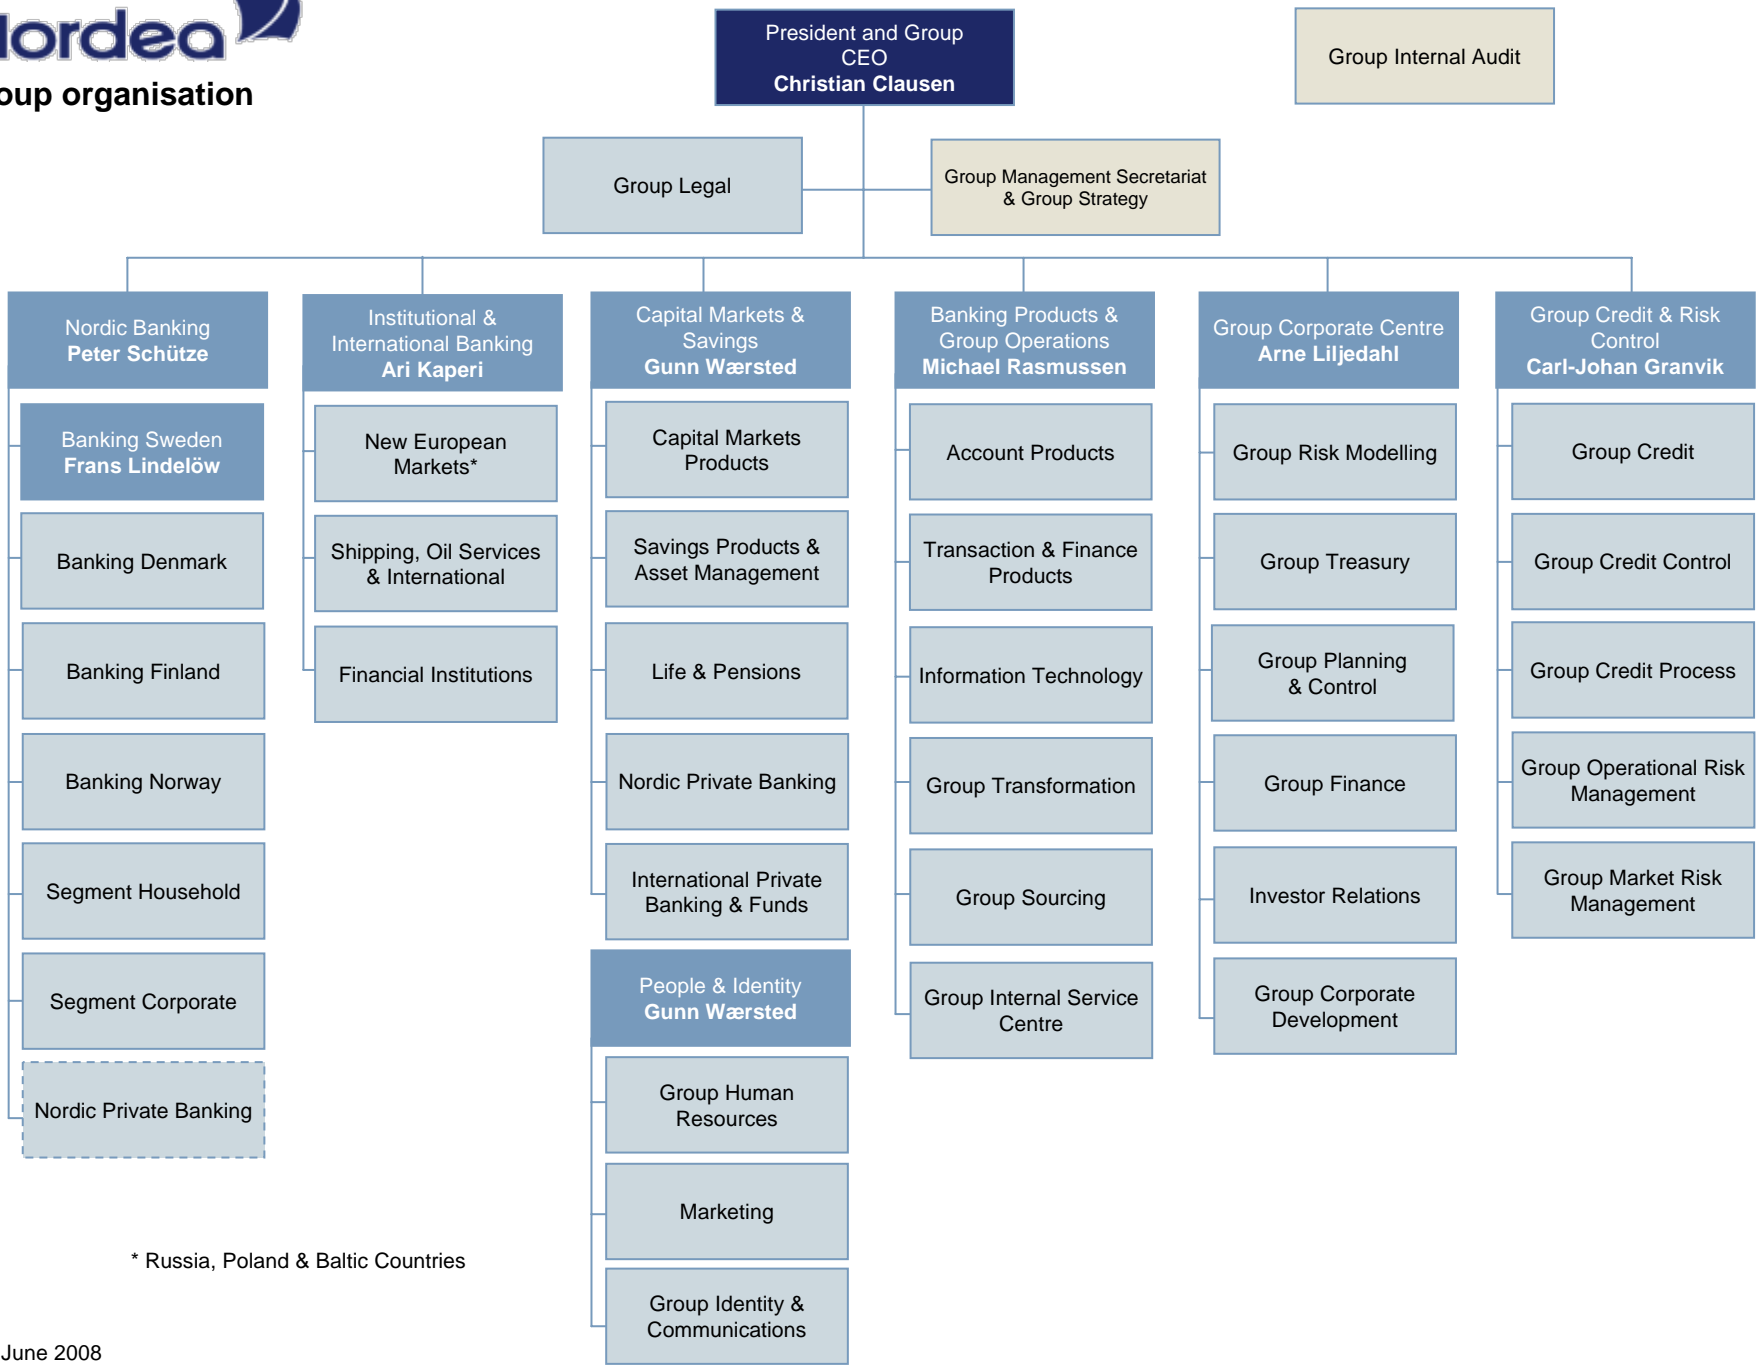 Nordea
oup organisation
President and Group
CEO
Christian Clausen
Group Internal Audit
Group Legal
Group Management Secretariat
& Group Strategy
Nordic Banking
Peter Schütze
Banking Sweden
Frans Lindelöw
Banking Denmark
Banking Finland
Banking Norway
Segment Household
Segment Corporate
Nordic Private Banking
Institutional &
International Banking
Ari Kaperi
New European
Markets*
Shipping, Oil Services
& International
Financial Institutions
Capital Markets &
Savings
Gunn Wærsted
Capital Markets
Products
Savings Products &
Asset Management
Life & Pensions
Nordic Private Banking
International Private
Banking & Funds
People & Identity
Gunn Wærsted
Group Human
Resources
Marketing
Group Identity &
Communications
Banking Products &
Group Operations
Michael Rasmussen
Account Products
Transaction & Finance
Products
Information Technology
Group Transformation
Group Sourcing
Group Internal Service
Centre
Group Corporate Centre
Arne Liljedahl
Group Risk Modelling
Group Treasury
Group Planning
& Control
Group Finance
Investor Relations
Group Corporate
Development
Group Credit & Risk
Control
Carl-Johan Granvik
Group Credit
Group Credit Control
Group Credit Process
Group Operational Risk
Management
Group Market Risk
Management
* Russia, Poland & Baltic Countries
June 2008